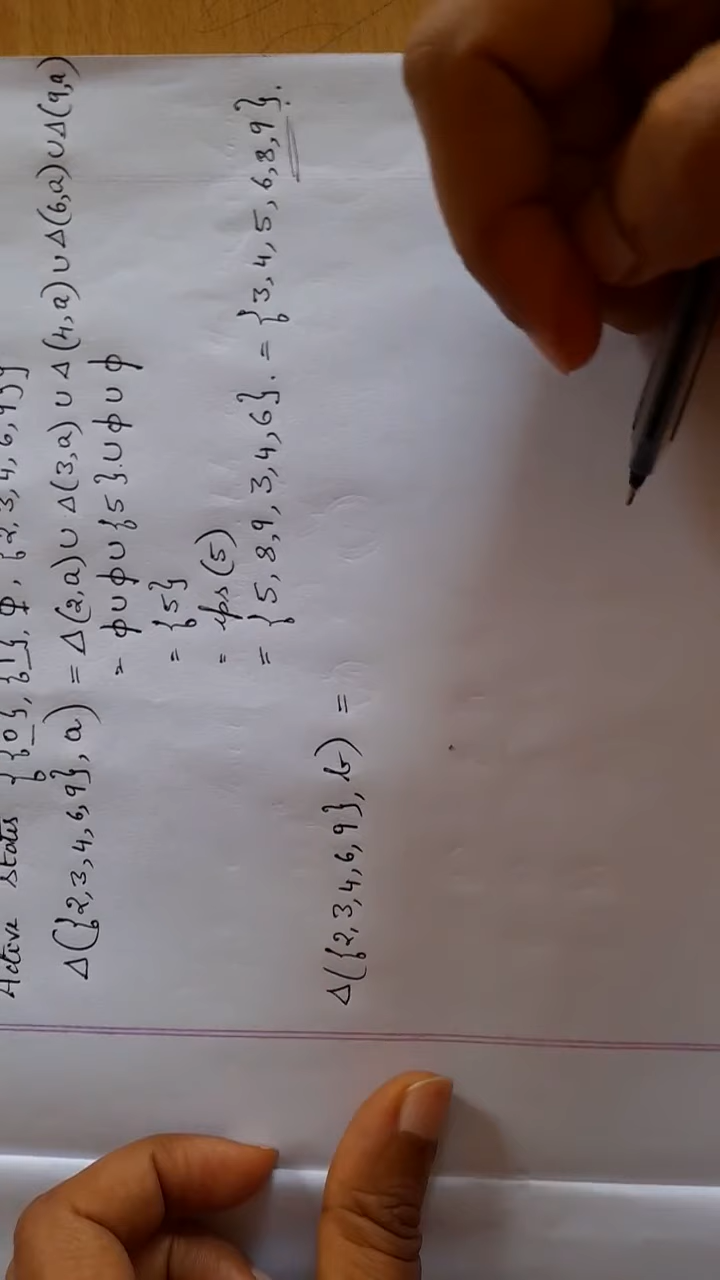 Active States {{0}, {1}, φ, {2,3,4,6,9}}
Δ({2,3,4,6,9}, a) = Δ(2,a) ∪ Δ(3,a) ∪ Δ(4,a) ∪ Δ(6,a) ∪ Δ(9,a)
= φ ∪ φ ∪ {5}. ∪ φ ∪ φ
= {5}
= eps(5)
= {5, 8, 9, 3, 4, 6}. = {3, 4, 5, 6, 8, 9}.
Δ({2,3,4,6,9}, b) =